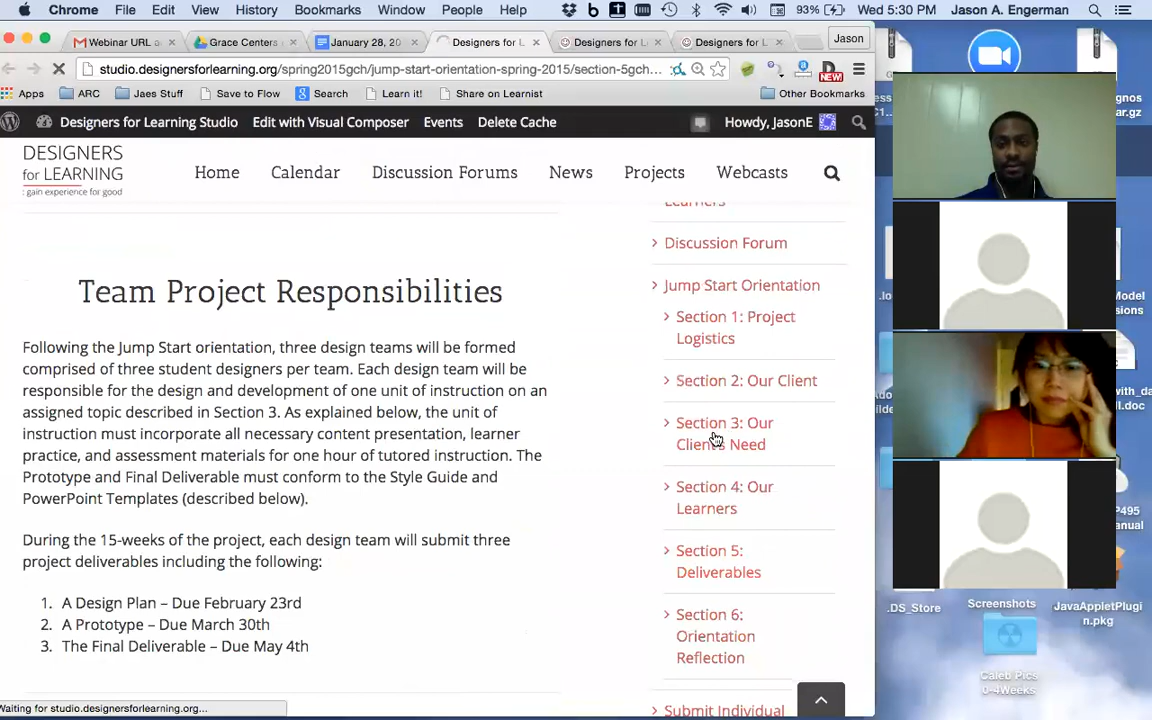 Chrome File Edit View History Bookmarks Window People Help 93% Wed 5:30 PM Jason A. Engerman
Webinar URL a Grace Centers January 28, 20 Designers for L Designers for L Designers for L Jason
studio.designersforlearning.org/spring2015gch/jump-start-orientation-spring-2015/section-5gch... NEW
Apps ARC Jaes Stuff Save to Flow Search Learn it! Share on Learnist Other Bookmarks
Designers for Learning Studio Edit with Visual Composer Events Delete Cache Howdy, JasonE
DESIGNERS
for LEARNING
: gain experience for good
Home Calendar Discussion Forums News Projects Webcasts
Team Project Responsibilities
Following the Jump Start orientation, three design teams will be formed
comprised of three student designers per team. Each design team will be
responsible for the design and development of one unit of instruction on an
assigned topic described in Section 3. As explained below, the unit of
instruction must incorporate all necessary content presentation, learner
practice, and assessment materials for one hour of tutored instruction. The
Prototype and Final Deliverable must conform to the Style Guide and
PowerPoint Templates (described below).
During the 15-weeks of the project, each design team will submit three
project deliverables including the following:
1. A Design Plan – Due February 23rd
2. A Prototype – Due March 30th
3. The Final Deliverable – Due May 4th
Learners
Discussion Forum
Jump Start Orientation
Section 1: Project
Logistics
Section 2: Our Client
Section 3: Our
Client's Need
Section 4: Our
Learners
Section 5:
Deliverables
Section 6:
Orientation
Reflection
Submit Individual
Waiting for studio.designersforlearning.org...
.DS_Store
Screenshots
JavaAppletPlugi
n.pkg
Caleb Pics
0-4Weeks